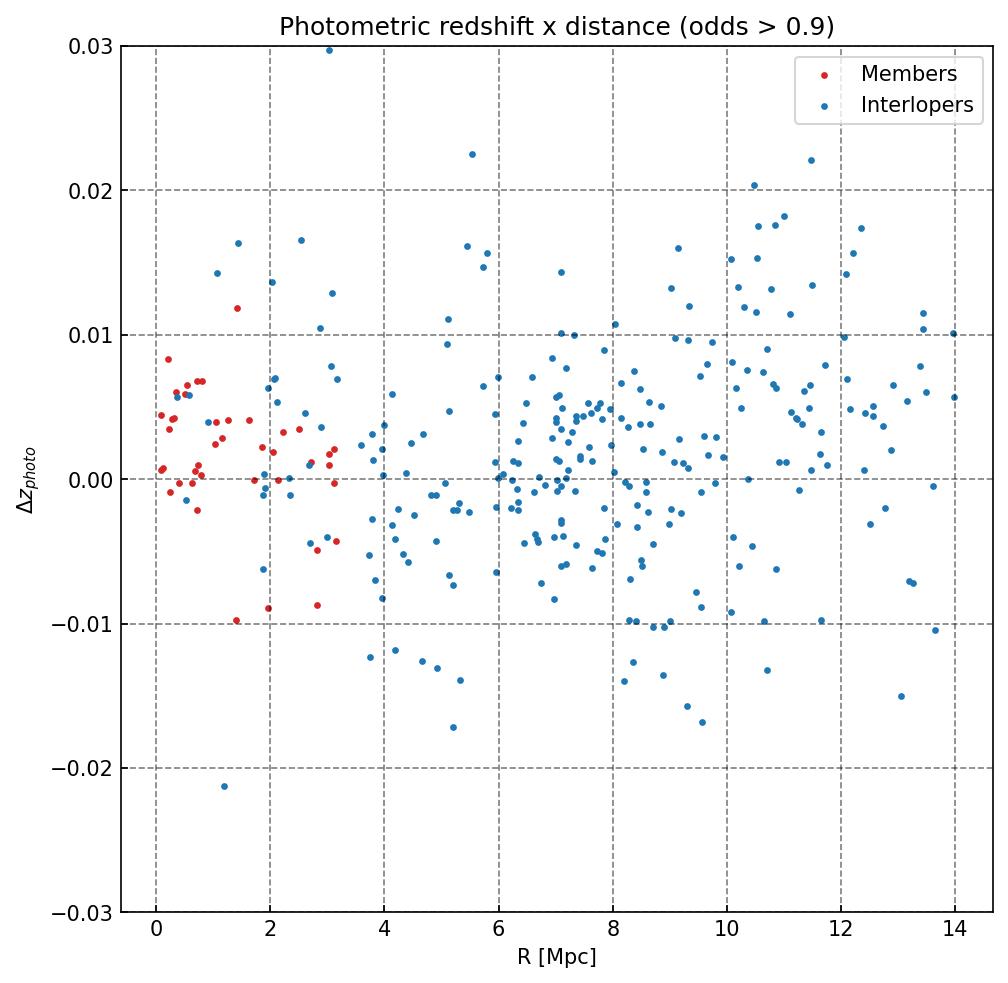 Photometric redshift x distance (odds > 0.9)
Members
Interlopers
0.03
0.02
0.01
0.00
−0.01
−0.02
−0.03
Δz_photo
0 2 4 6 8 10 12 14
R [Mpc]